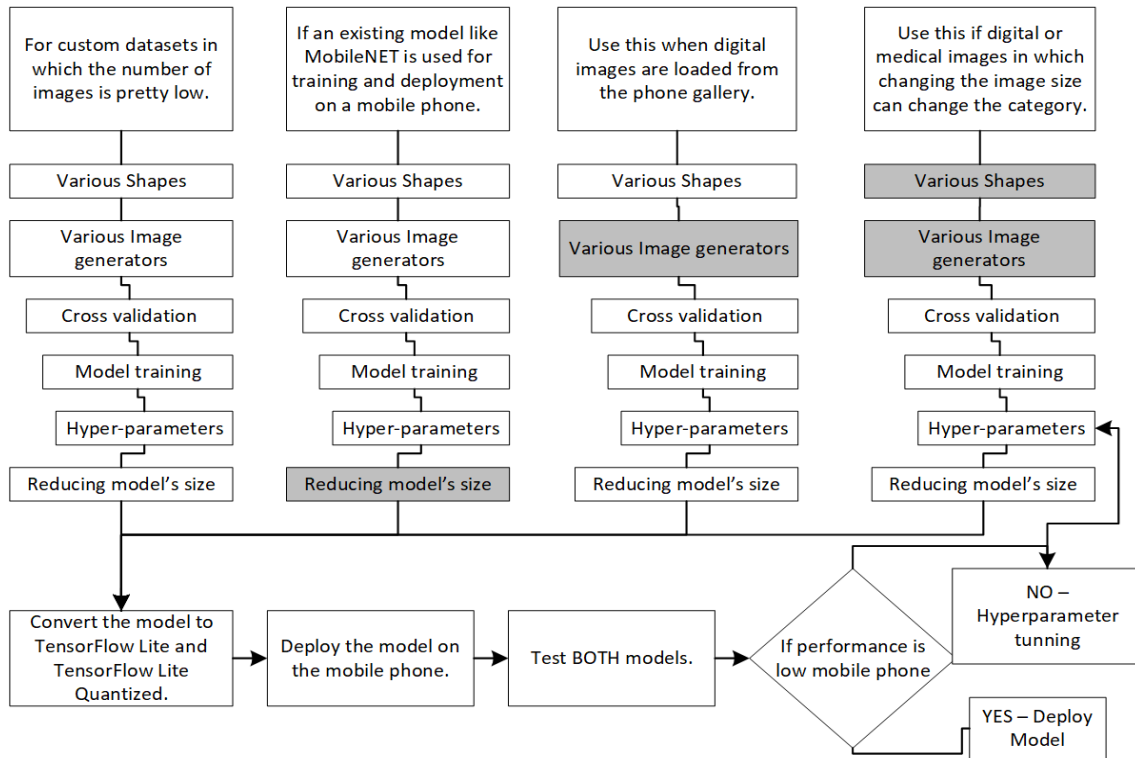 For custom datasets in
which the number of
images is pretty low.
If an existing model like
MobileNET is used for
training and deployment
on a mobile phone.
Use this when digital
images are loaded from
the phone gallery.
Use this if digital or
medical images in which
changing the image size
can change the category.
Various Shapes
Various Shapes
Various Shapes
Various Shapes
Various Image
generators
Various Image
generators
Various Image generators
Various Image
generators
Cross validation
Cross validation
Cross validation
Cross validation
Model training
Model training
Model training
Model training
Hyper-parameters
Hyper-parameters
Hyper-parameters
Hyper-parameters
Reducing model’s size
Reducing model’s size
Reducing model’s size
Reducing model’s size
Convert the model to
TensorFlow Lite and
TensorFlow Lite
Quantized.
Deploy the model on
the mobile phone.
Test BOTH models.
If performance is
low mobile phone
NO –
Hyperparameter
tunning
YES – Deploy
Model